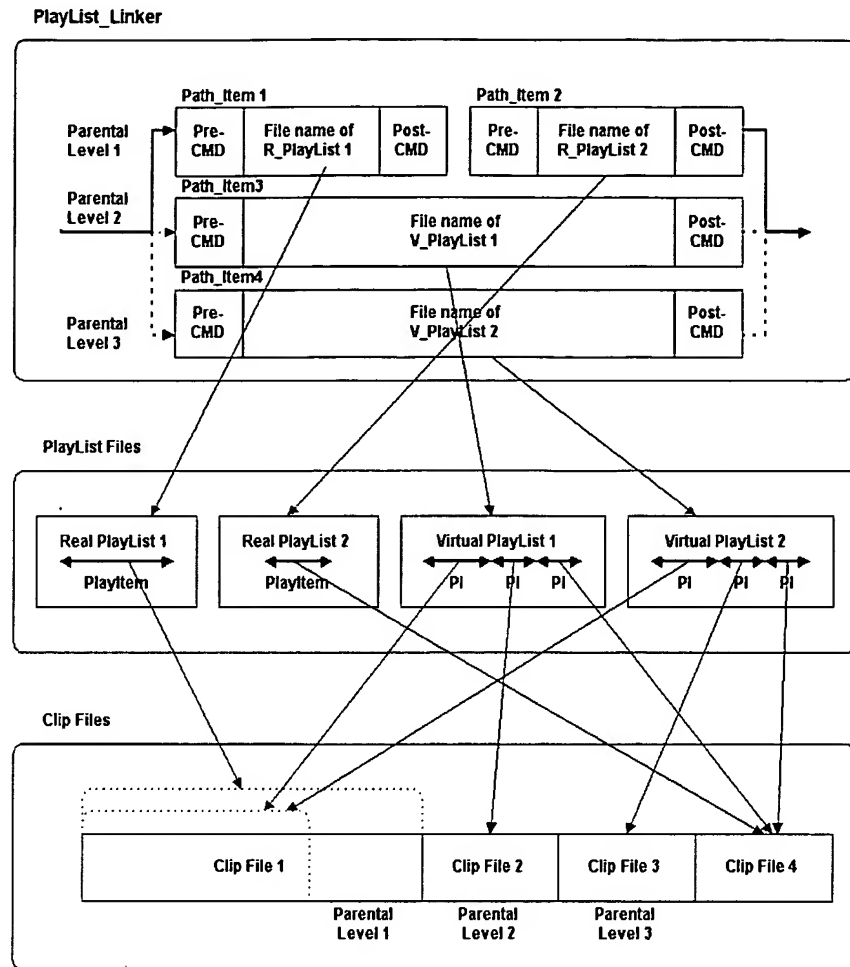 PlayList_Linker
Path_Item 1
Path_Item 2
Parental
Level 1
Pre-
CMD
File name of
R_PlayList 1
Post-
CMD
Pre-
CMD
File name of
R_PlayList 2
Post-
CMD
Path_Item3
Parental
Level 2
Pre-
CMD
File name of
V_PlayList 1
Post-
CMD
Path_Item4
Parental
Level 3
Pre-
CMD
File name of
V_PlayList 2
Post-
CMD
PlayList Files
Real PlayList 1
PlayItem
Real PlayList 2
PlayItem
Virtual PlayList 1
PI PI PI
Virtual PlayList 2
PI PI PI
Clip Files
Clip File 1
Clip File 2
Clip File 3
Clip File 4
Parental
Level 1
Parental
Level 2
Parental
Level 3